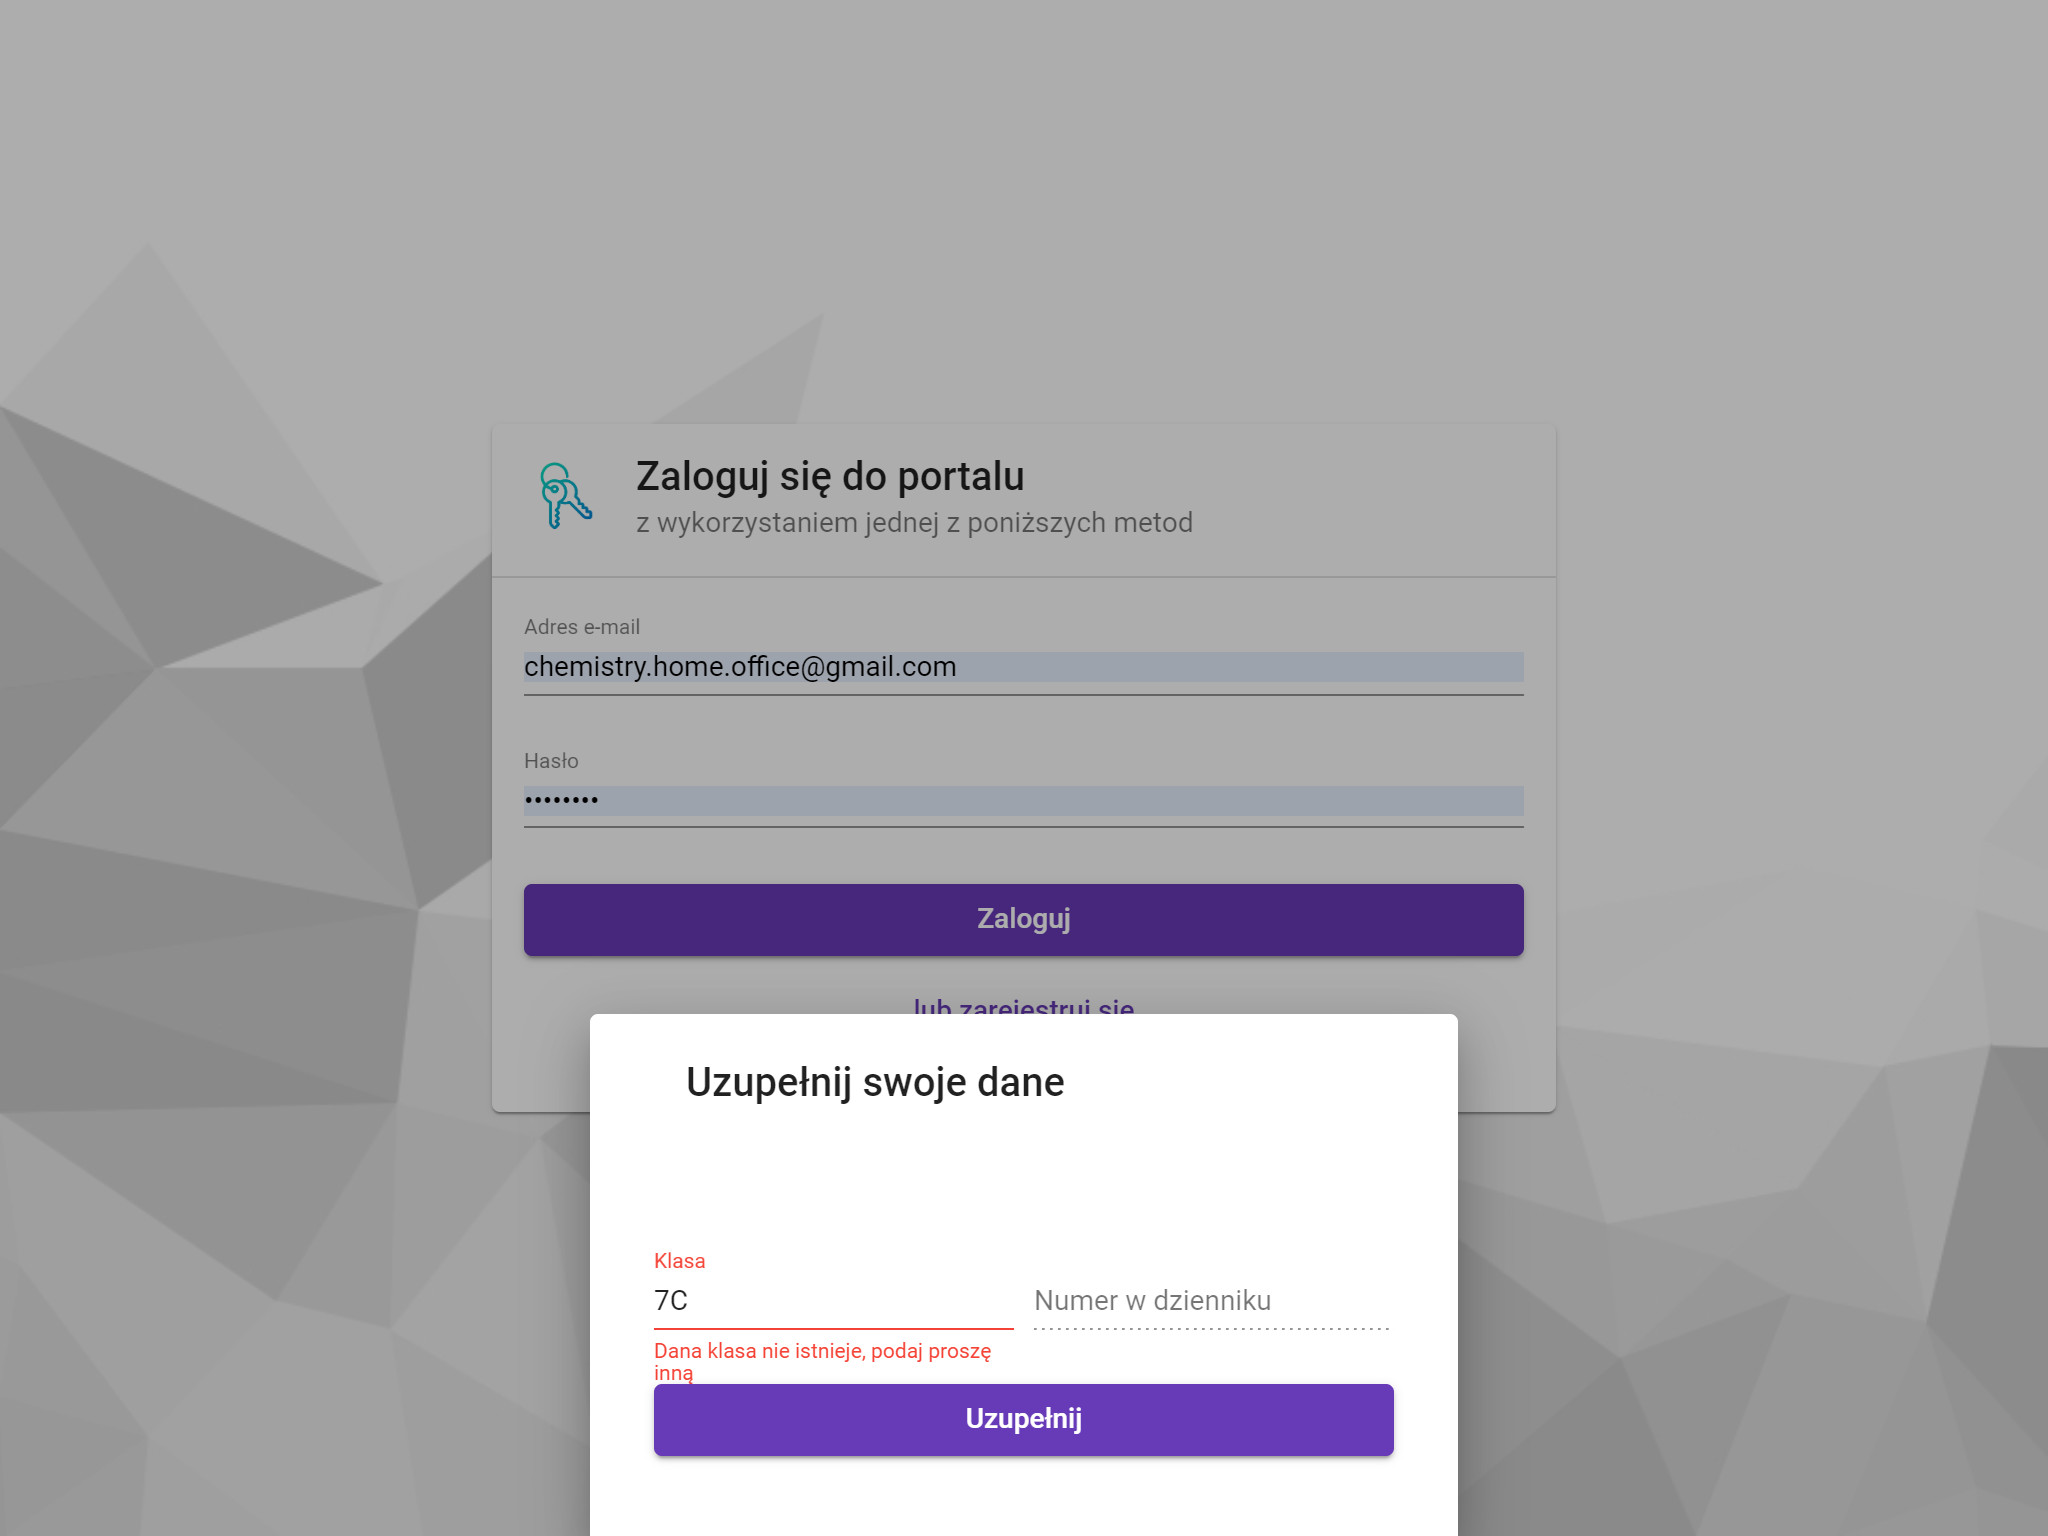 Zaloguj się do portalu
z wykorzystaniem jednej z poniższych metod
Adres e-mail
chemistry.home.office@gmail.com
Hasło
••••••••
Zaloguj
lub zarejestruj się
Uzupełnij swoje dane
Klasa
7C
Numer w dzienniku
Dana klasa nie istnieje, podaj proszę
inną
Uzupełnij